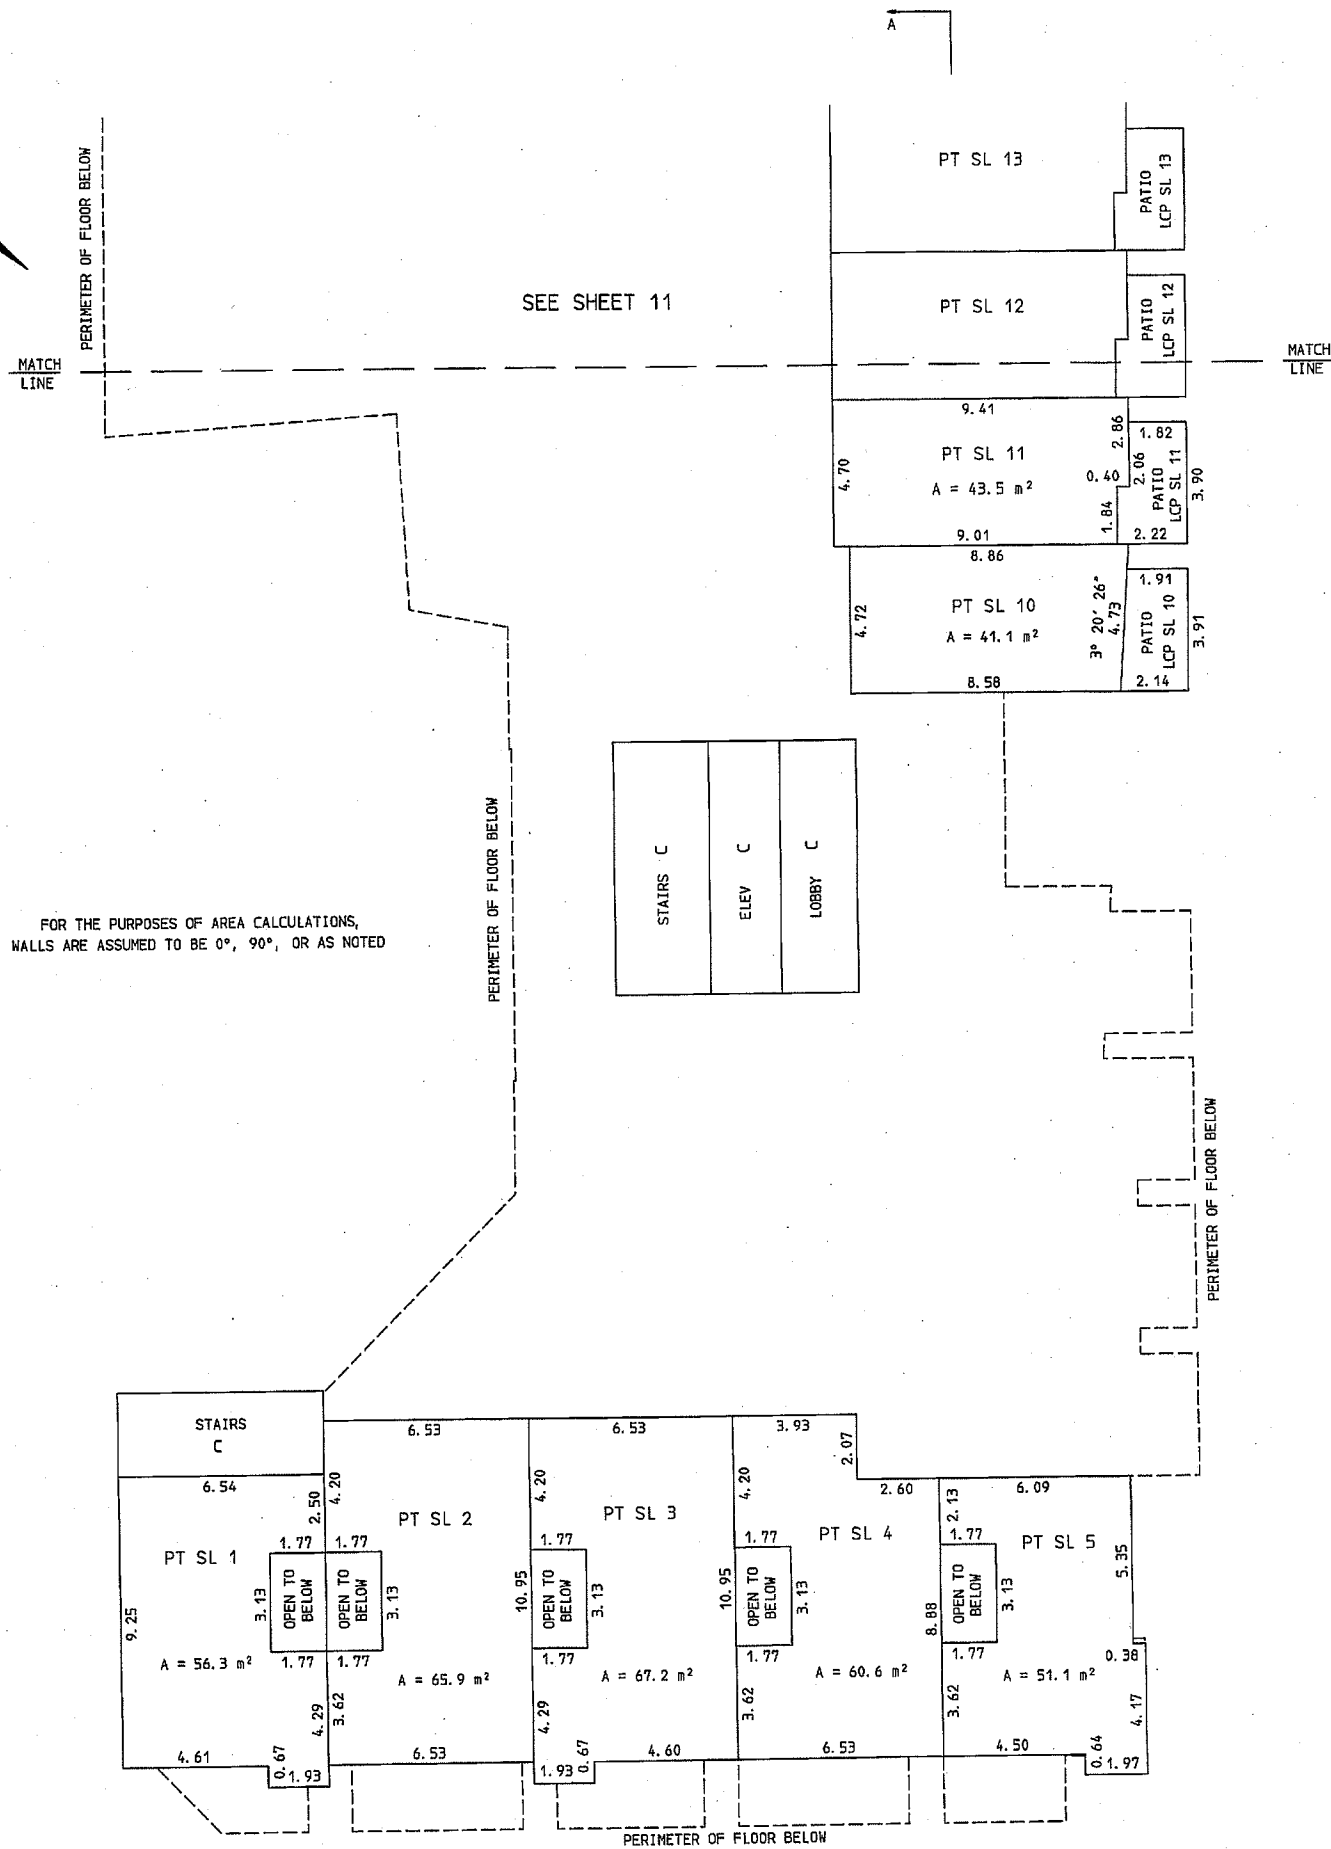 A
PERIMETER OF FLOOR BELOW
PT SL 13
PATIO
LCP SL 13
SEE SHEET 11
PT SL 12
PATIO
LCP SL 12
MATCH
LINE
MATCH
LINE
9.41
2.86
1.82
4.70
PT SL 11
A = 43.5 m²
0.40
2.06
PATIO
LCP SL 11
3.90
1.84
9.01
2.22
8.86
4.72
PT SL 10
A = 41.1 m²
3° 20' 26"
4.73
1.91
PATIO
LCP SL 10
3.91
8.58
2.14
STAIRS C
ELEV C
LOBBY C
PERIMETER OF FLOOR BELOW
FOR THE PURPOSES OF AREA CALCULATIONS,
WALLS ARE ASSUMED TO BE 0°, 90°, OR AS NOTED
PERIMETER OF FLOOR BELOW
STAIRS
C
6.54
2.50
PT SL 1
1.77
3.13
OPEN TO
BELOW
9.25
A = 56.3 m²
1.77
4.29
4.61
0.67
1.93
6.53
4.20
PT SL 2
1.77
OPEN TO
BELOW
3.13
1.77
A = 65.9 m²
3.62
6.53
6.53
4.20
PT SL 3
1.77
10.95
OPEN TO
BELOW
3.13
1.77
A = 67.2 m²
4.29
1.93
0.67
4.60
3.93
2.07
4.20
2.60
PT SL 4
1.77
10.95
OPEN TO
BELOW
3.13
1.77
A = 60.6 m²
3.62
6.53
6.09
2.13
1.77
PT SL 5
5.35
8.88
OPEN TO
BELOW
3.13
1.77
0.38
A = 51.1 m²
3.62
4.17
4.50
0.64
1.97
PERIMETER OF FLOOR BELOW